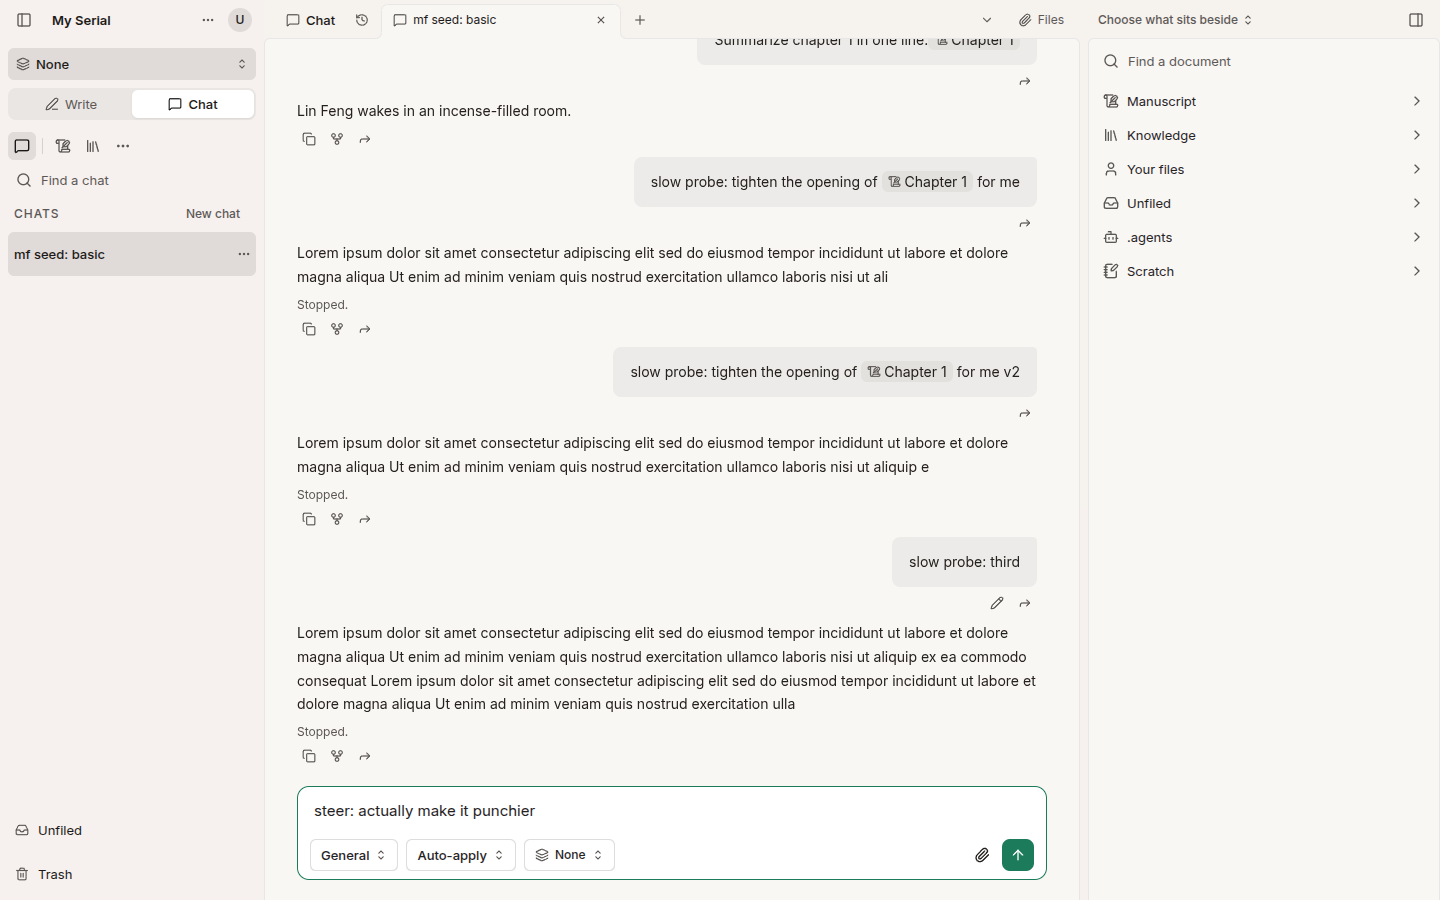 My Serial
U
None
Write
Chat
Find a chat
CHATS
New chat
mf seed: basic
Unfiled
Trash
Chat
mf seed: basic
Files
Summarize chapter 1 in one line. Chapter 1
Lin Feng wakes in an incense-filled room.
slow probe: tighten the opening of Chapter 1 for me
Lorem ipsum dolor sit amet consectetur adipiscing elit sed do eiusmod tempor incididunt ut labore et dolore
magna aliqua Ut enim ad minim veniam quis nostrud exercitation ullamco laboris nisi ut ali
Stopped.
slow probe: tighten the opening of Chapter 1 for me v2
Lorem ipsum dolor sit amet consectetur adipiscing elit sed do eiusmod tempor incididunt ut labore et dolore
magna aliqua Ut enim ad minim veniam quis nostrud exercitation ullamco laboris nisi ut aliquip e
Stopped.
slow probe: third
Lorem ipsum dolor sit amet consectetur adipiscing elit sed do eiusmod tempor incididunt ut labore et dolore
magna aliqua Ut enim ad minim veniam quis nostrud exercitation ullamco laboris nisi ut aliquip ex ea commodo
consequat Lorem ipsum dolor sit amet consectetur adipiscing elit sed do eiusmod tempor incididunt ut labore et
dolore magna aliqua Ut enim ad minim veniam quis nostrud exercitation ulla
Stopped.
steer: actually make it punchier
General
Auto-apply
None
Choose what sits beside
Find a document
Manuscript
Knowledge
Your files
Unfiled
.agents
Scratch